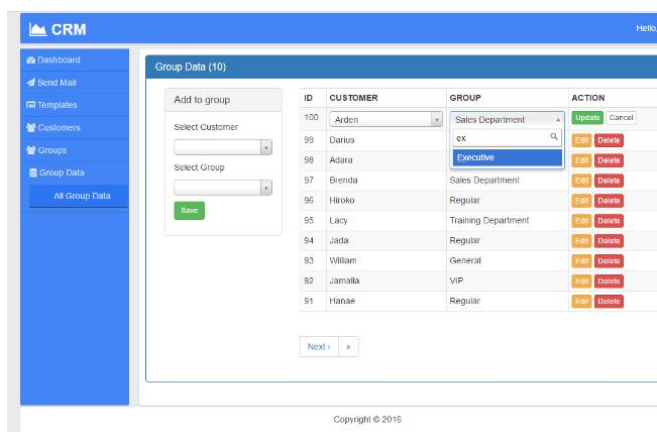 CRM
Hello,
Dashboard
Send Mail
Templates
Customers
Groups
Group Data
All Group Data
Group Data (10)
Add to group
Select Customer
Select Group
Save
ID CUSTOMER GROUP ACTION
100 Arden Sales Department Update Cancel
ex
Executive
99 Darius Edit Delete
98 Adara Edit Delete
97 Brenda Sales Department Edit Delete
96 Hiroko Regular Edit Delete
95 Lacy Training Department Edit Delete
94 Jada Regular Edit Delete
93 William General Edit Delete
92 Jamalia VIP Edit Delete
91 Hanae Regular Edit Delete
Next › »
Copyright © 2016